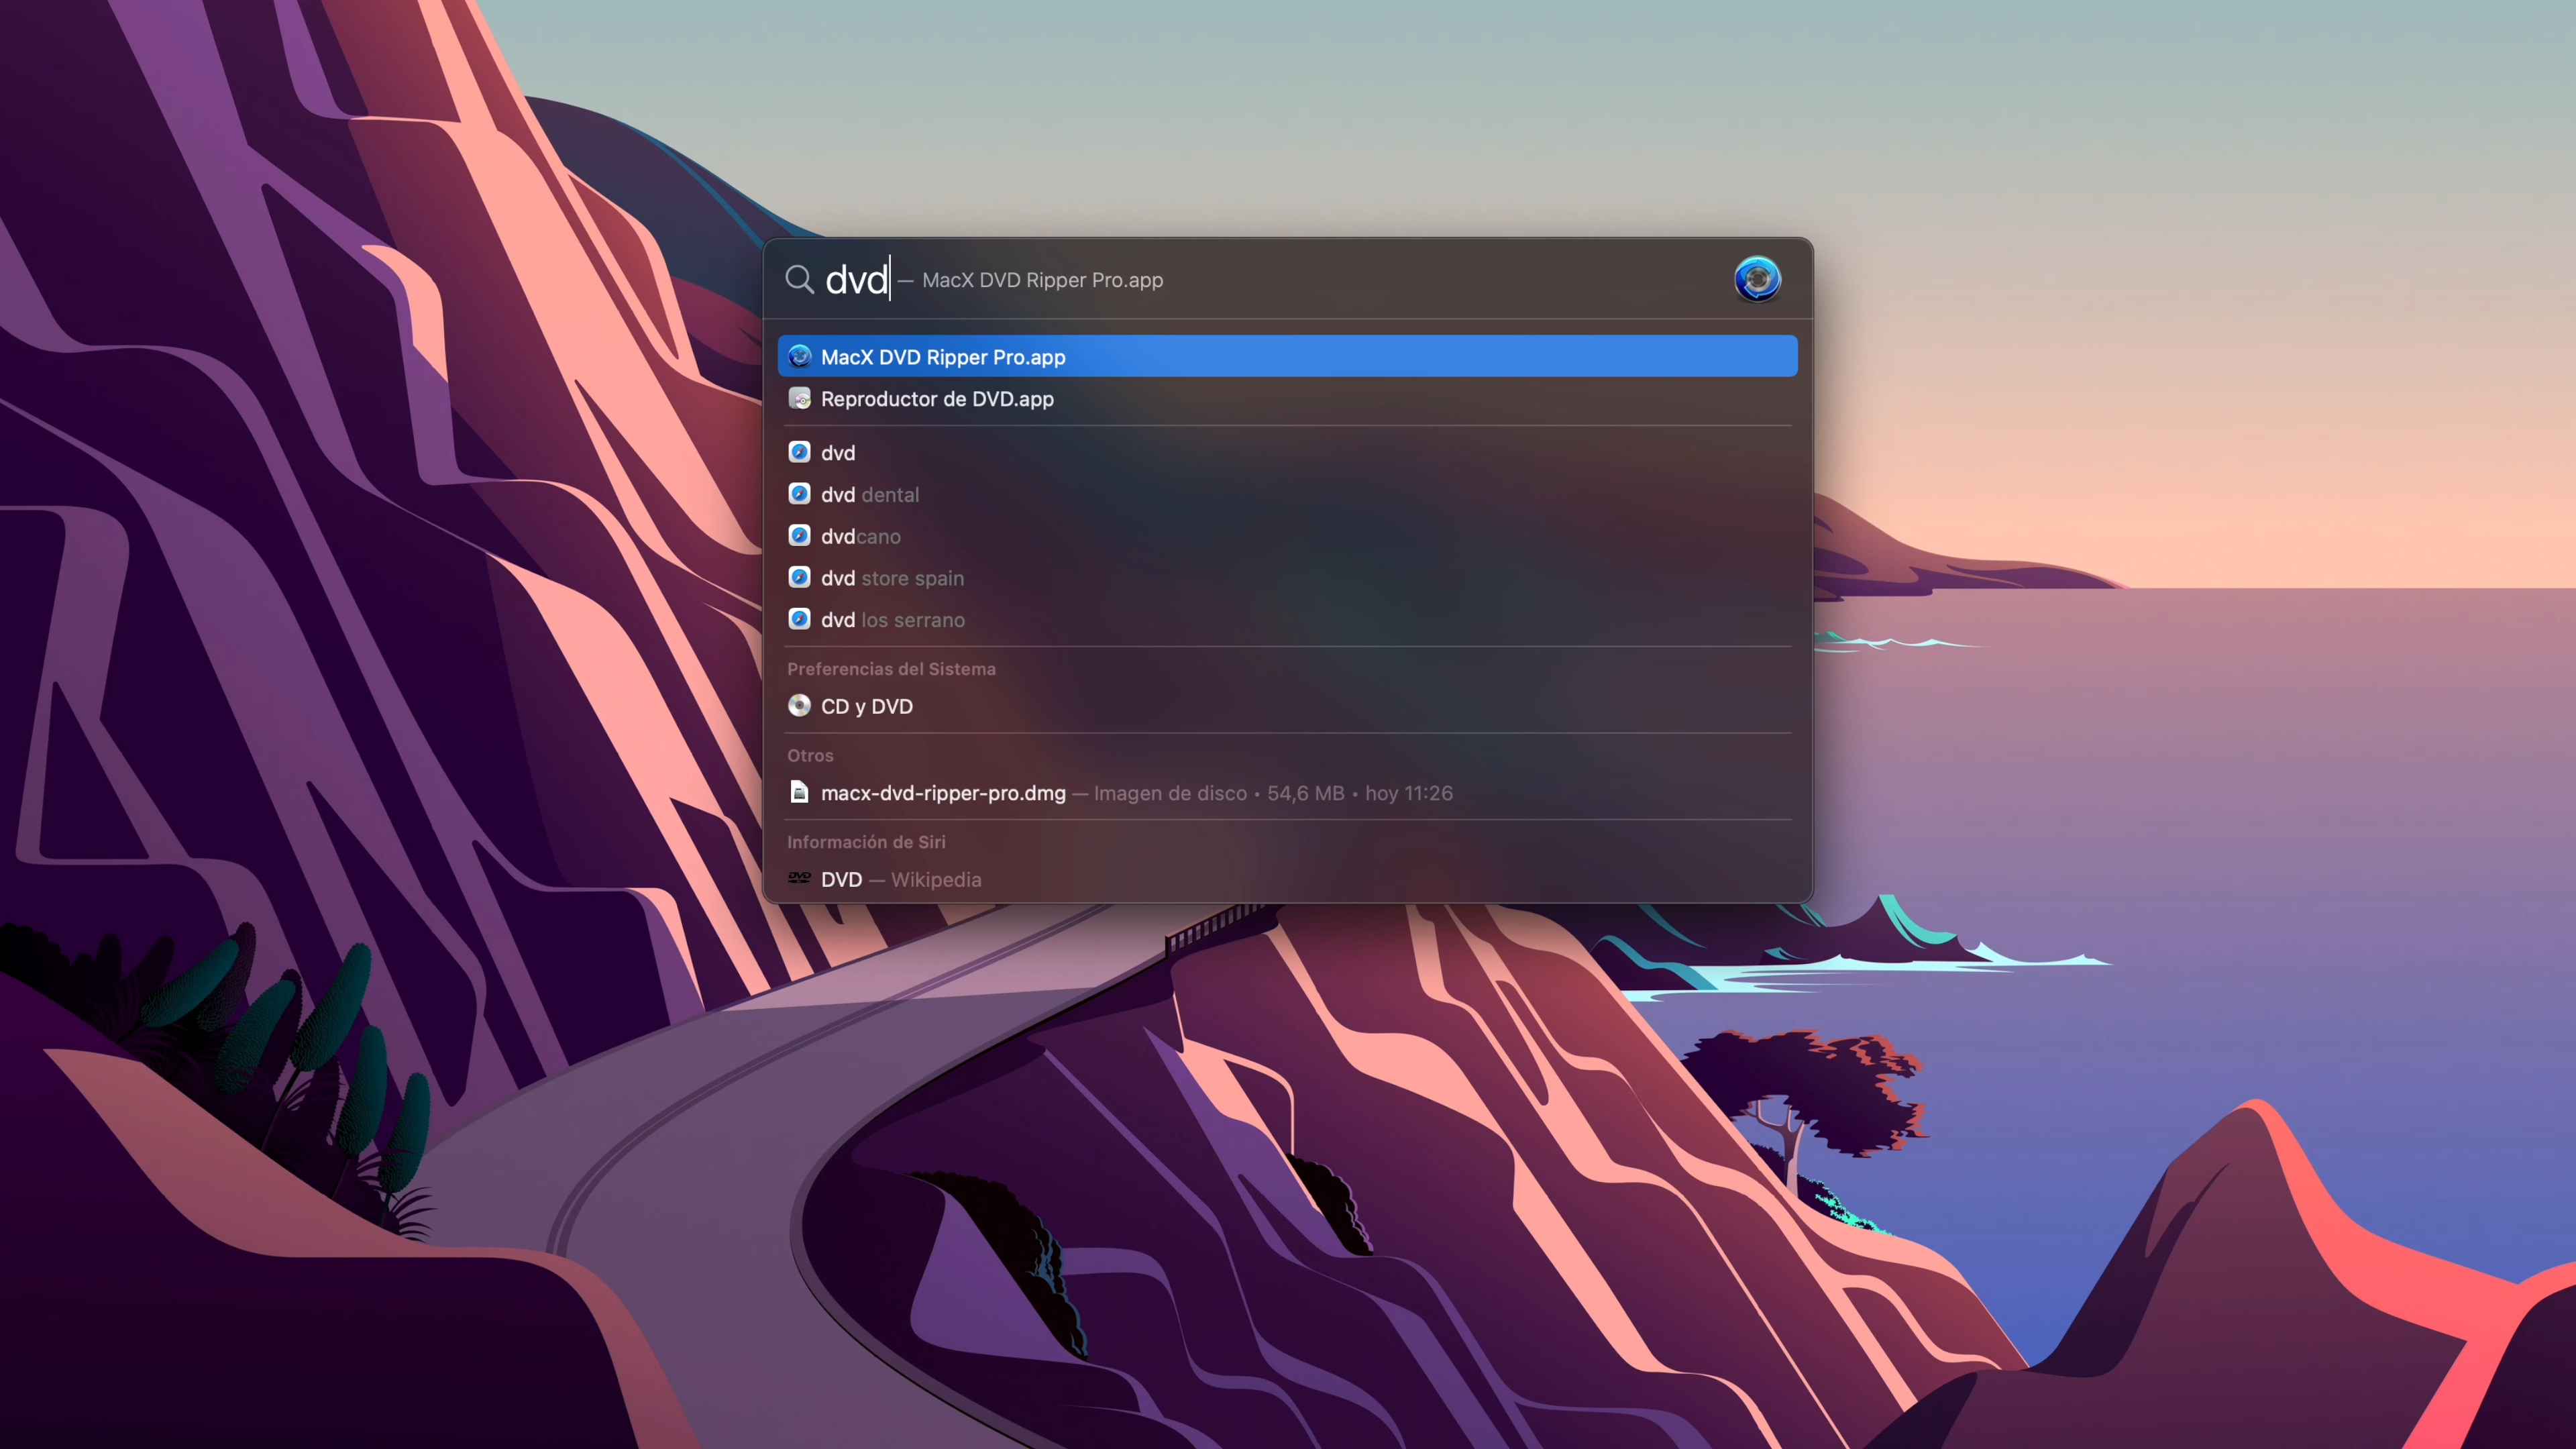 dvd — MacX DVD Ripper Pro.app
MacX DVD Ripper Pro.app
Reproductor de DVD.app
dvd
dvd dental
dvdcano
dvd store spain
dvd los serrano
Preferencias del Sistema
CD y DVD
Otros
macx-dvd-ripper-pro.dmg — Imagen de disco • 54,6 MB • hoy 11:26
Información de Siri
DVD DVD — Wikipedia